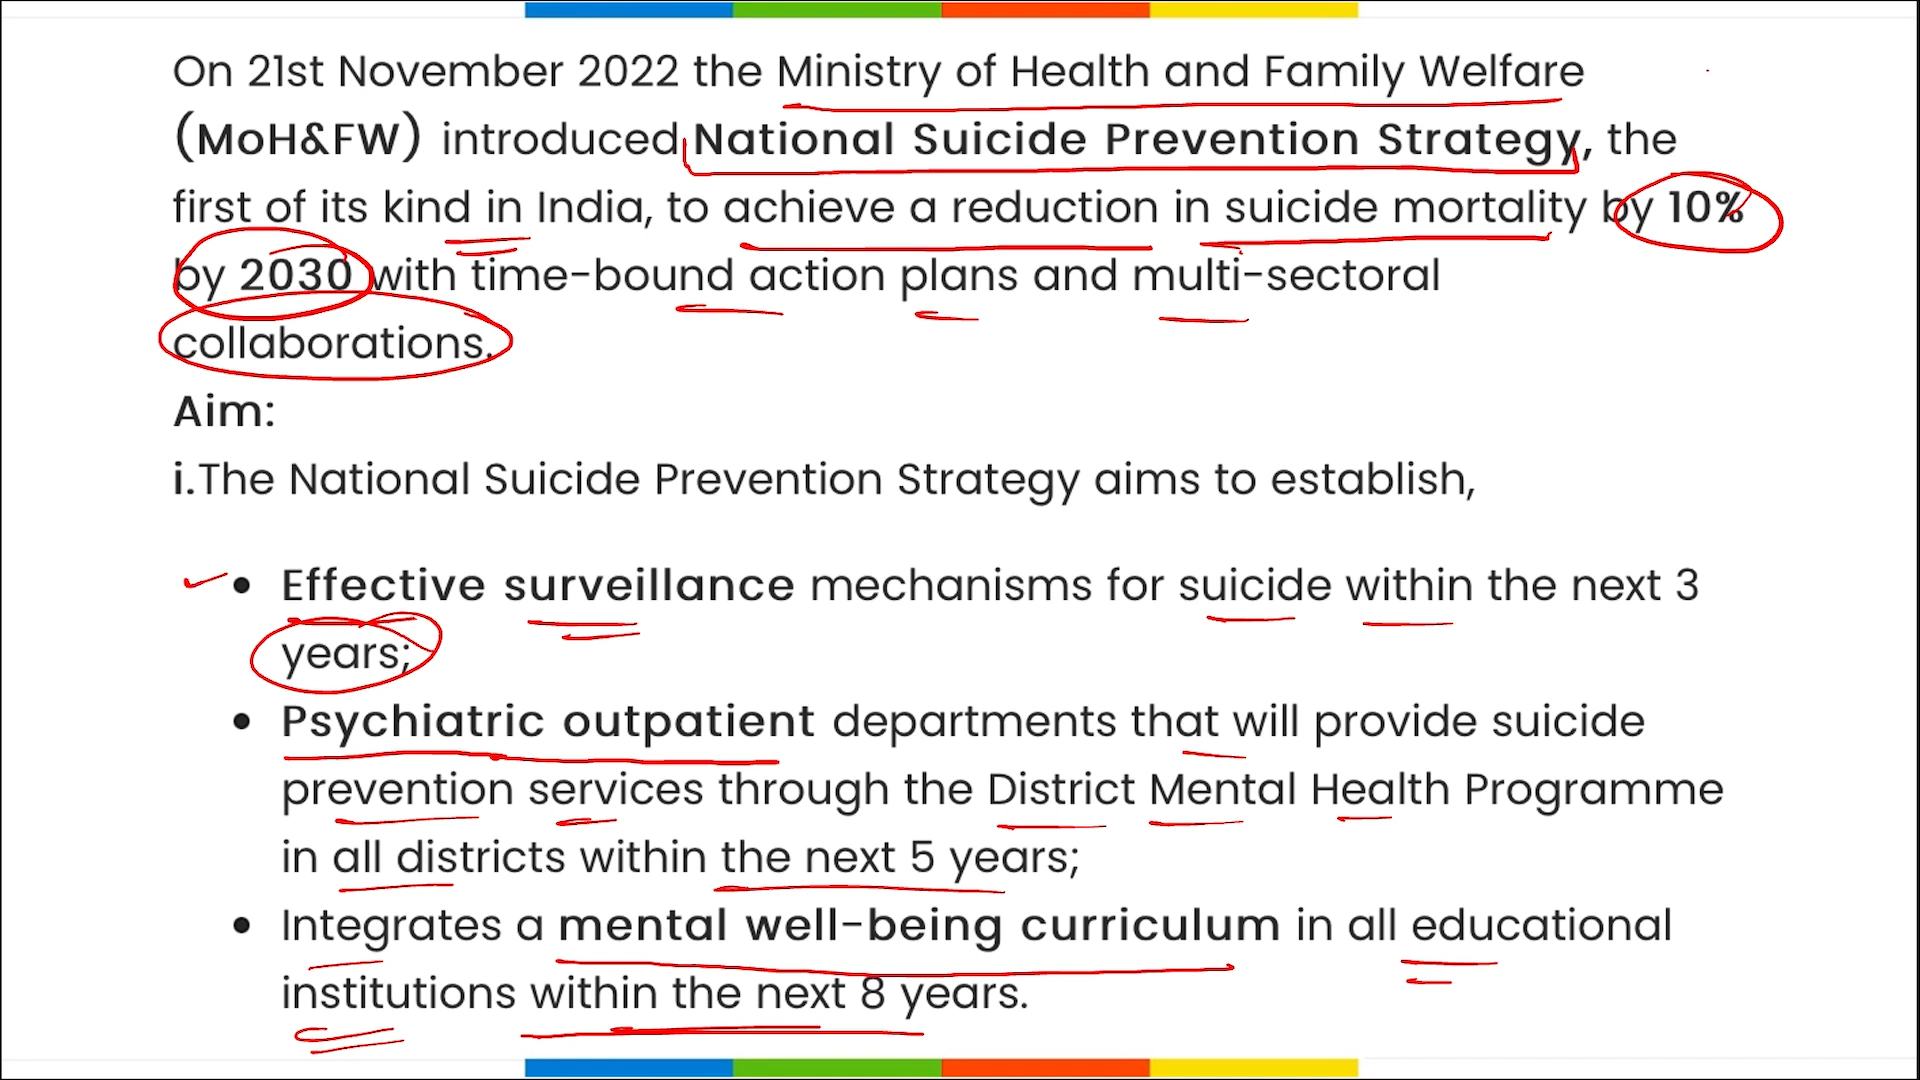 On 21st November 2022 the Ministry of Health and Family Welfare
(MoH&FW) introduced National Suicide Prevention Strategy, the
first of its kind in India, to achieve a reduction in suicide mortality by 10%
by 2030 with time-bound action plans and multi-sectoral
collaborations.
Aim:
i.The National Suicide Prevention Strategy aims to establish,
• Effective surveillance mechanisms for suicide within the next 3
years;
• Psychiatric outpatient departments that will provide suicide
prevention services through the District Mental Health Programme
in all districts within the next 5 years;
• Integrates a mental well-being curriculum in all educational
institutions within the next 8 years.